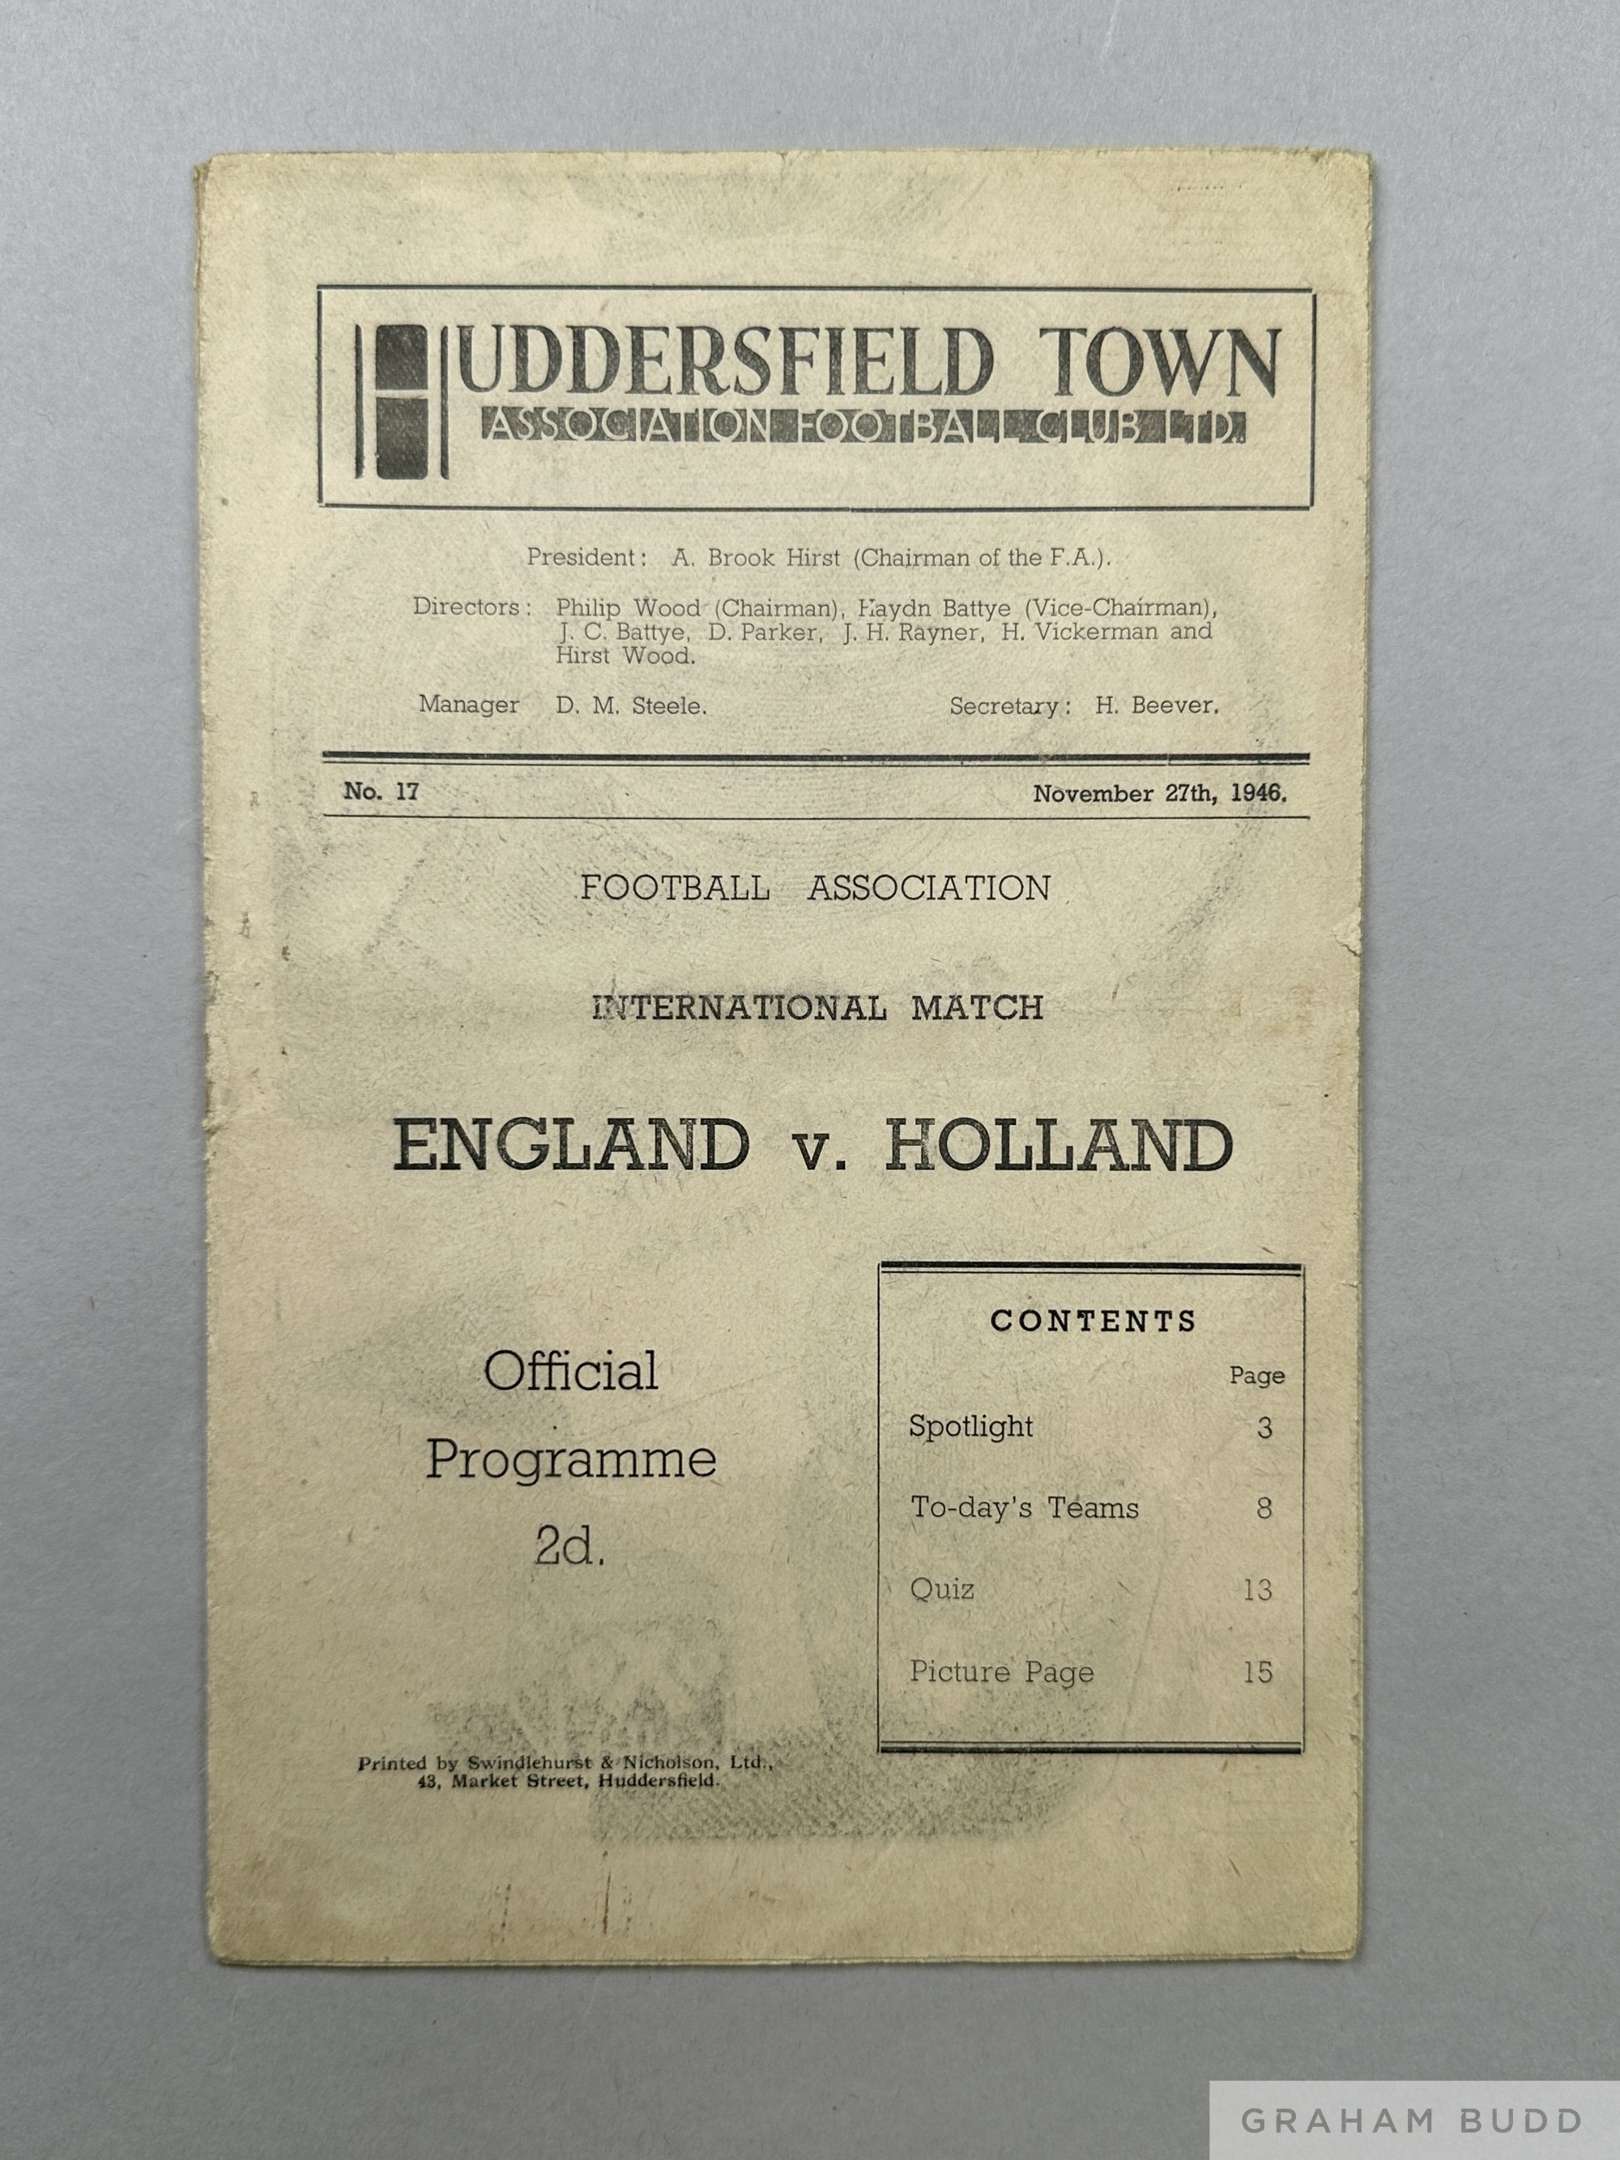 HUDDERSFIELD TOWN
ASSOCIATION FOOTBALL CLUB LTD.
President: A. Brook Hirst (Chairman of the F.A.).
Directors: Philip Wood (Chairman), Haydn Battye (Vice-Chairman),
J. C. Battye, D. Parker, J. H. Rayner, H. Vickerman and
Hirst Wood.
Manager D. M. Steele. Secretary: H. Beever.
No. 17 November 27th, 1946.
FOOTBALL ASSOCIATION
INTERNATIONAL MATCH
ENGLAND v. HOLLAND
Official
Programme
2d.
CONTENTS
Page
Spotlight 3
To-day's Teams 8
Quiz 13
Picture Page 15
Printed by Swindlehurst & Nicholson, Ltd.,
43, Market Street, Huddersfield.
GRAHAM BUDD